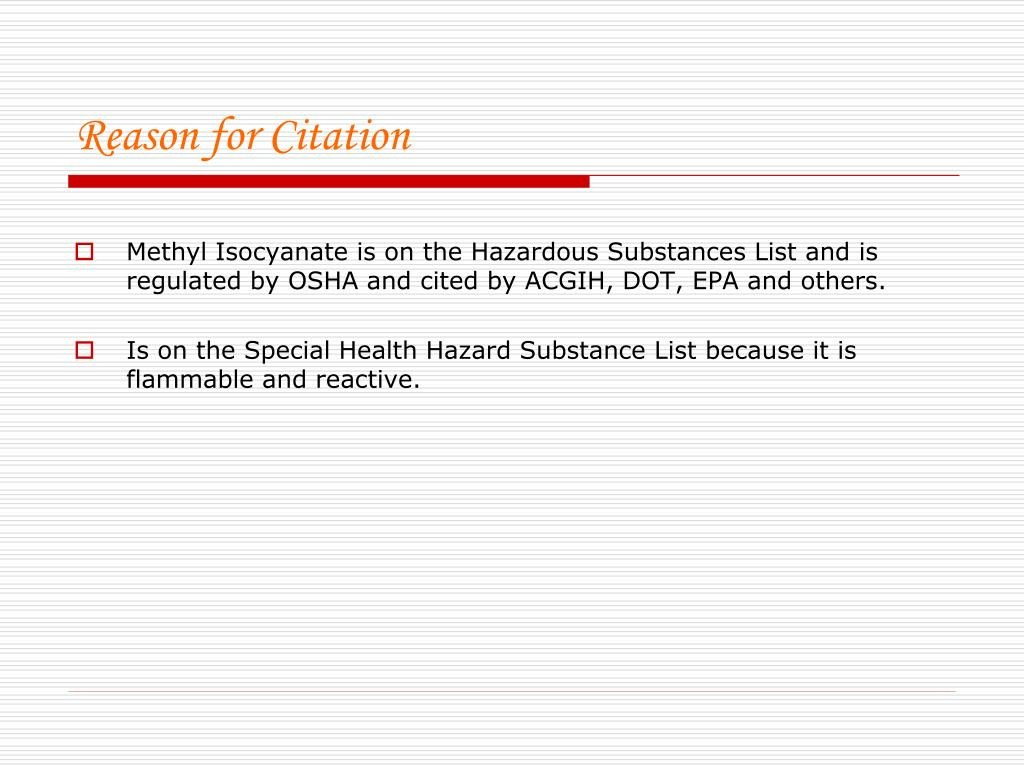 Reason for Citation
Methyl Isocyanate is on the Hazardous Substances List and is
regulated by OSHA and cited by ACGIH, DOT, EPA and others.
Is on the Special Health Hazard Substance List because it is
flammable and reactive.